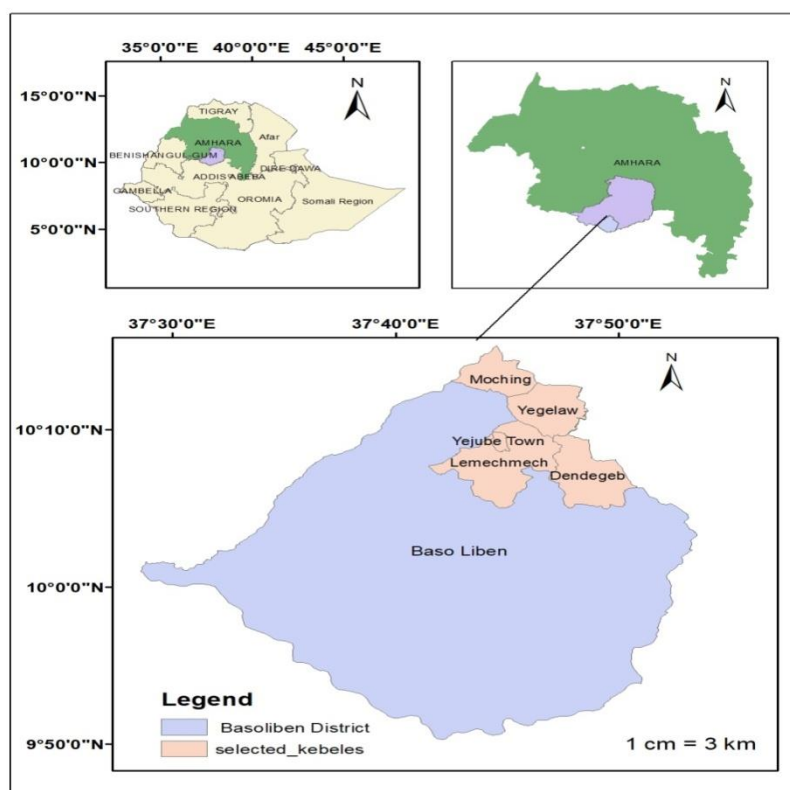 35°0'0"E 40°0'0"E 45°0'0"E
N
15°0'0"N
TIGRAY
AMHARA
Afar
BENISHANGUL GUM
10°0'0"N
DIRE DAWA
ADDIS ABEBA
GAMBELLA
OROMIA
Somali Region
SOUTHERN REGION
5°0'0"N
N
AMHARA
37°30'0"E 37°40'0"E 37°50'0"E
N
Moching
Yegelaw
10°10'0"N
Yejube Town
Lemechmech
Dendegeb
Baso Liben
10°0'0"N
Legend
Basoliben District
selected_kebeles
9°50'0"N
1 cm = 3 km